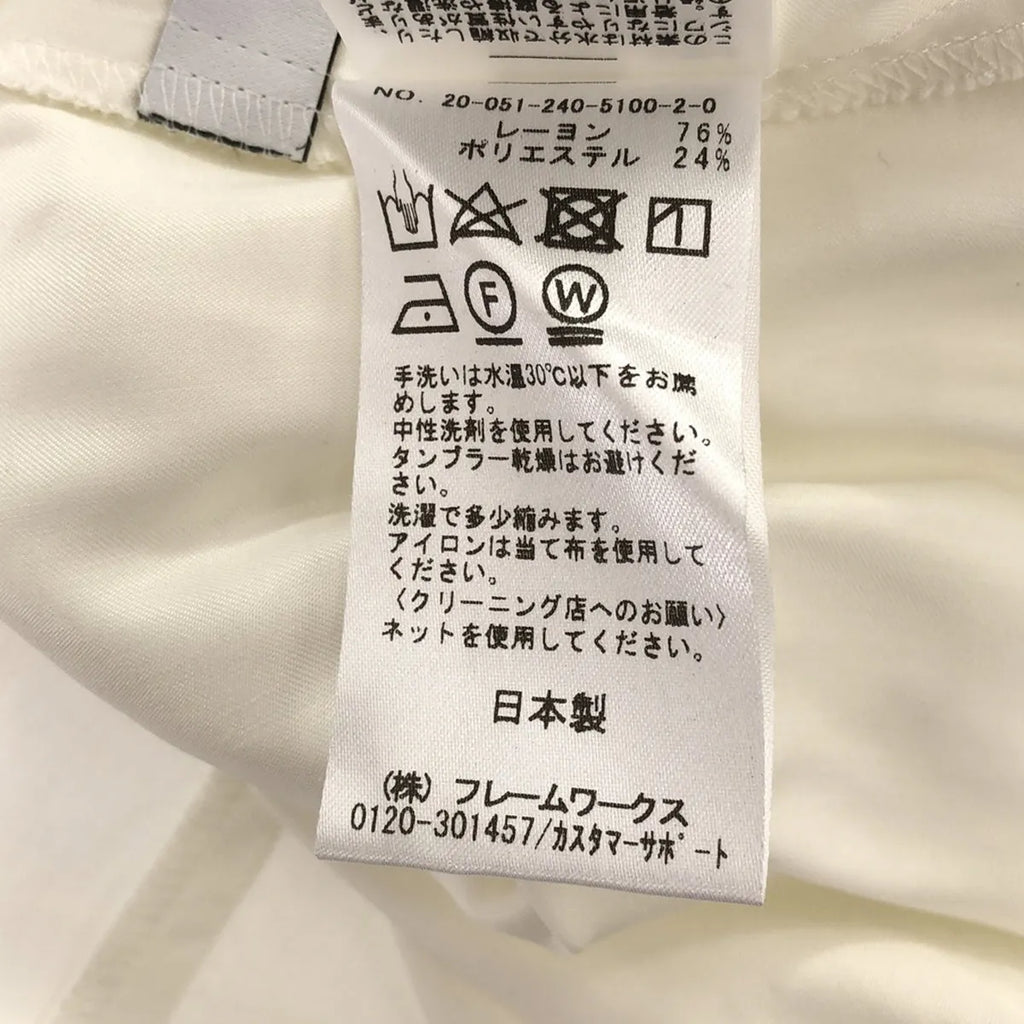 NO. 20-051-240-5100-2-0
レーヨン 76%
ポリエステル 24%
F W
手洗いは水温30℃以下をお薦
めします。
中性洗剤を使用してください。
タンブラー乾燥はお避けくだ
さい。
洗濯で多少縮みます。
アイロンは当て布を使用して
ください。
〈クリーニング店へのお願い〉
ネットを使用してください。
日本製
(株) フレームワークス
0120-301457/カスタマーサポート